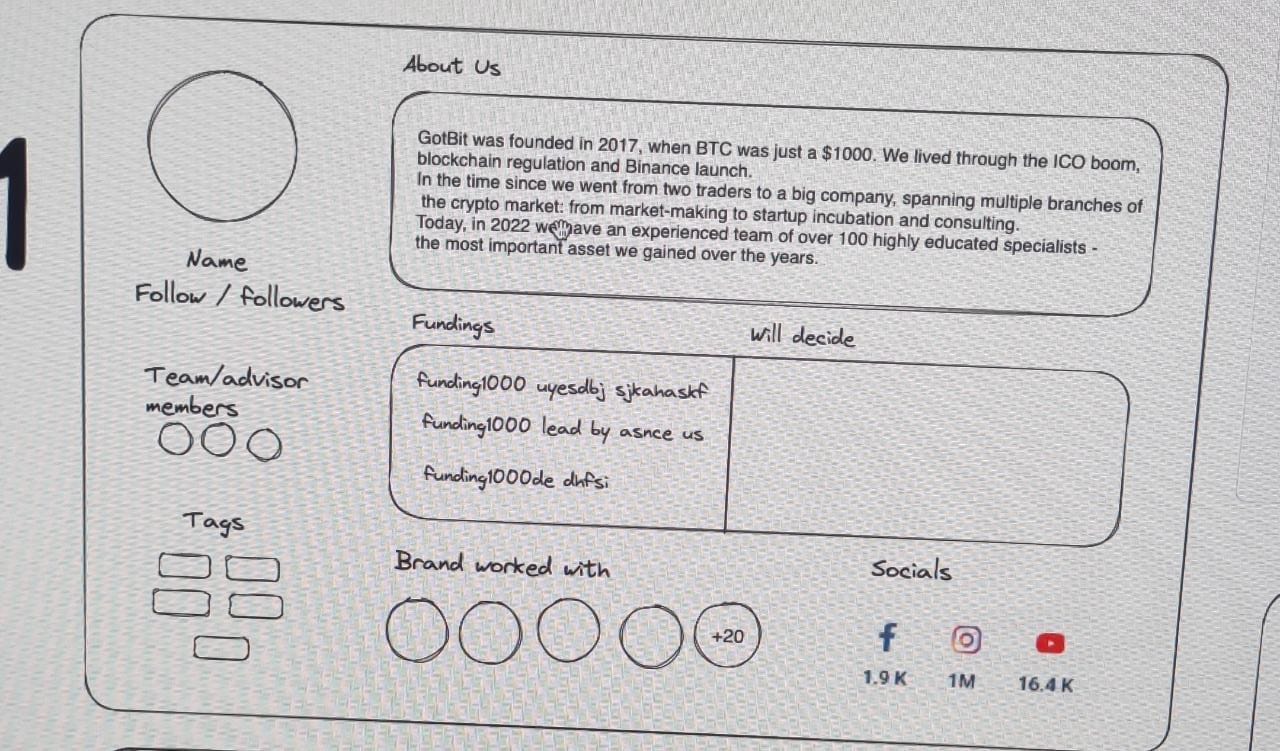 1
About Us
GotBit was founded in 2017, when BTC was just a $1000. We lived through the ICO boom,
blockchain regulation and Binance launch.
In the time since we went from two traders to a big company, spanning multiple branches of
the crypto market: from market-making to startup incubation and consulting.
Today, in 2022 we have an experienced team of over 100 highly educated specialists -
the most important asset we gained over the years.
Name
Follow / followers
Team/advisor
members
Tags
Fundings
will decide
funding1000 uyesdbj sjkahaskf
funding1000 lead by asnce us
funding1000de dhfsi
Brand worked with
+20
Socials
f
1.9 K
1M
16.4 K